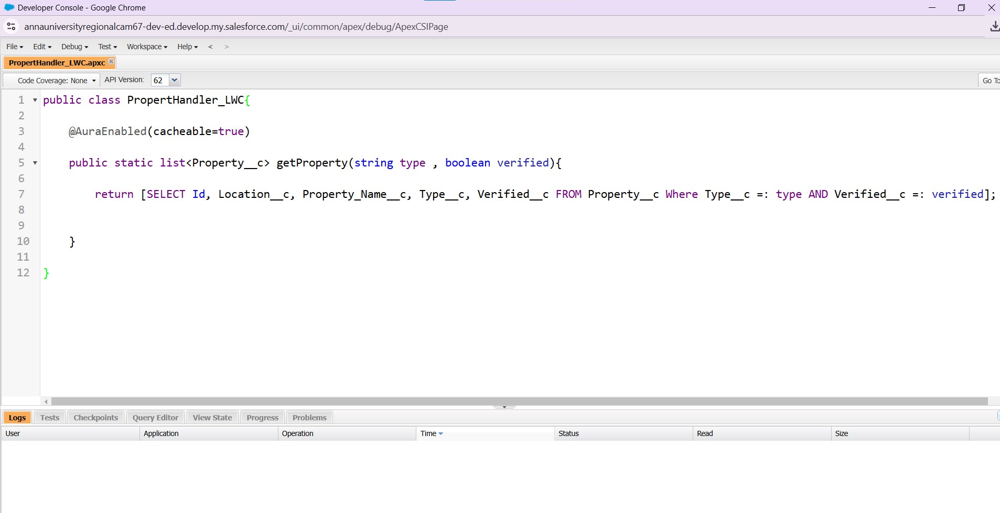 Developer Console - Google Chrome
annauniversityregionalcam67-dev-ed.develop.my.salesforce.com/_ui/common/apex/debug/ApexCSIPage
File Edit Debug Test Workspace Help < >
PropertHandler_LWC.apxc
Code Coverage: None API Version: 62 Go To
1 public class PropertHandler_LWC{
2
3 @AuraEnabled(cacheable=true)
4
5 public static list<Property__c> getProperty(string type , boolean verified){
6
7 return [SELECT Id, Location__c, Property_Name__c, Type__c, Verified__c FROM Property__c Where Type__c =: type AND Verified__c =: verified];
8
9
10 }
11
12 }
Logs Tests Checkpoints Query Editor View State Progress Problems
User Application Operation Time Status Read Size